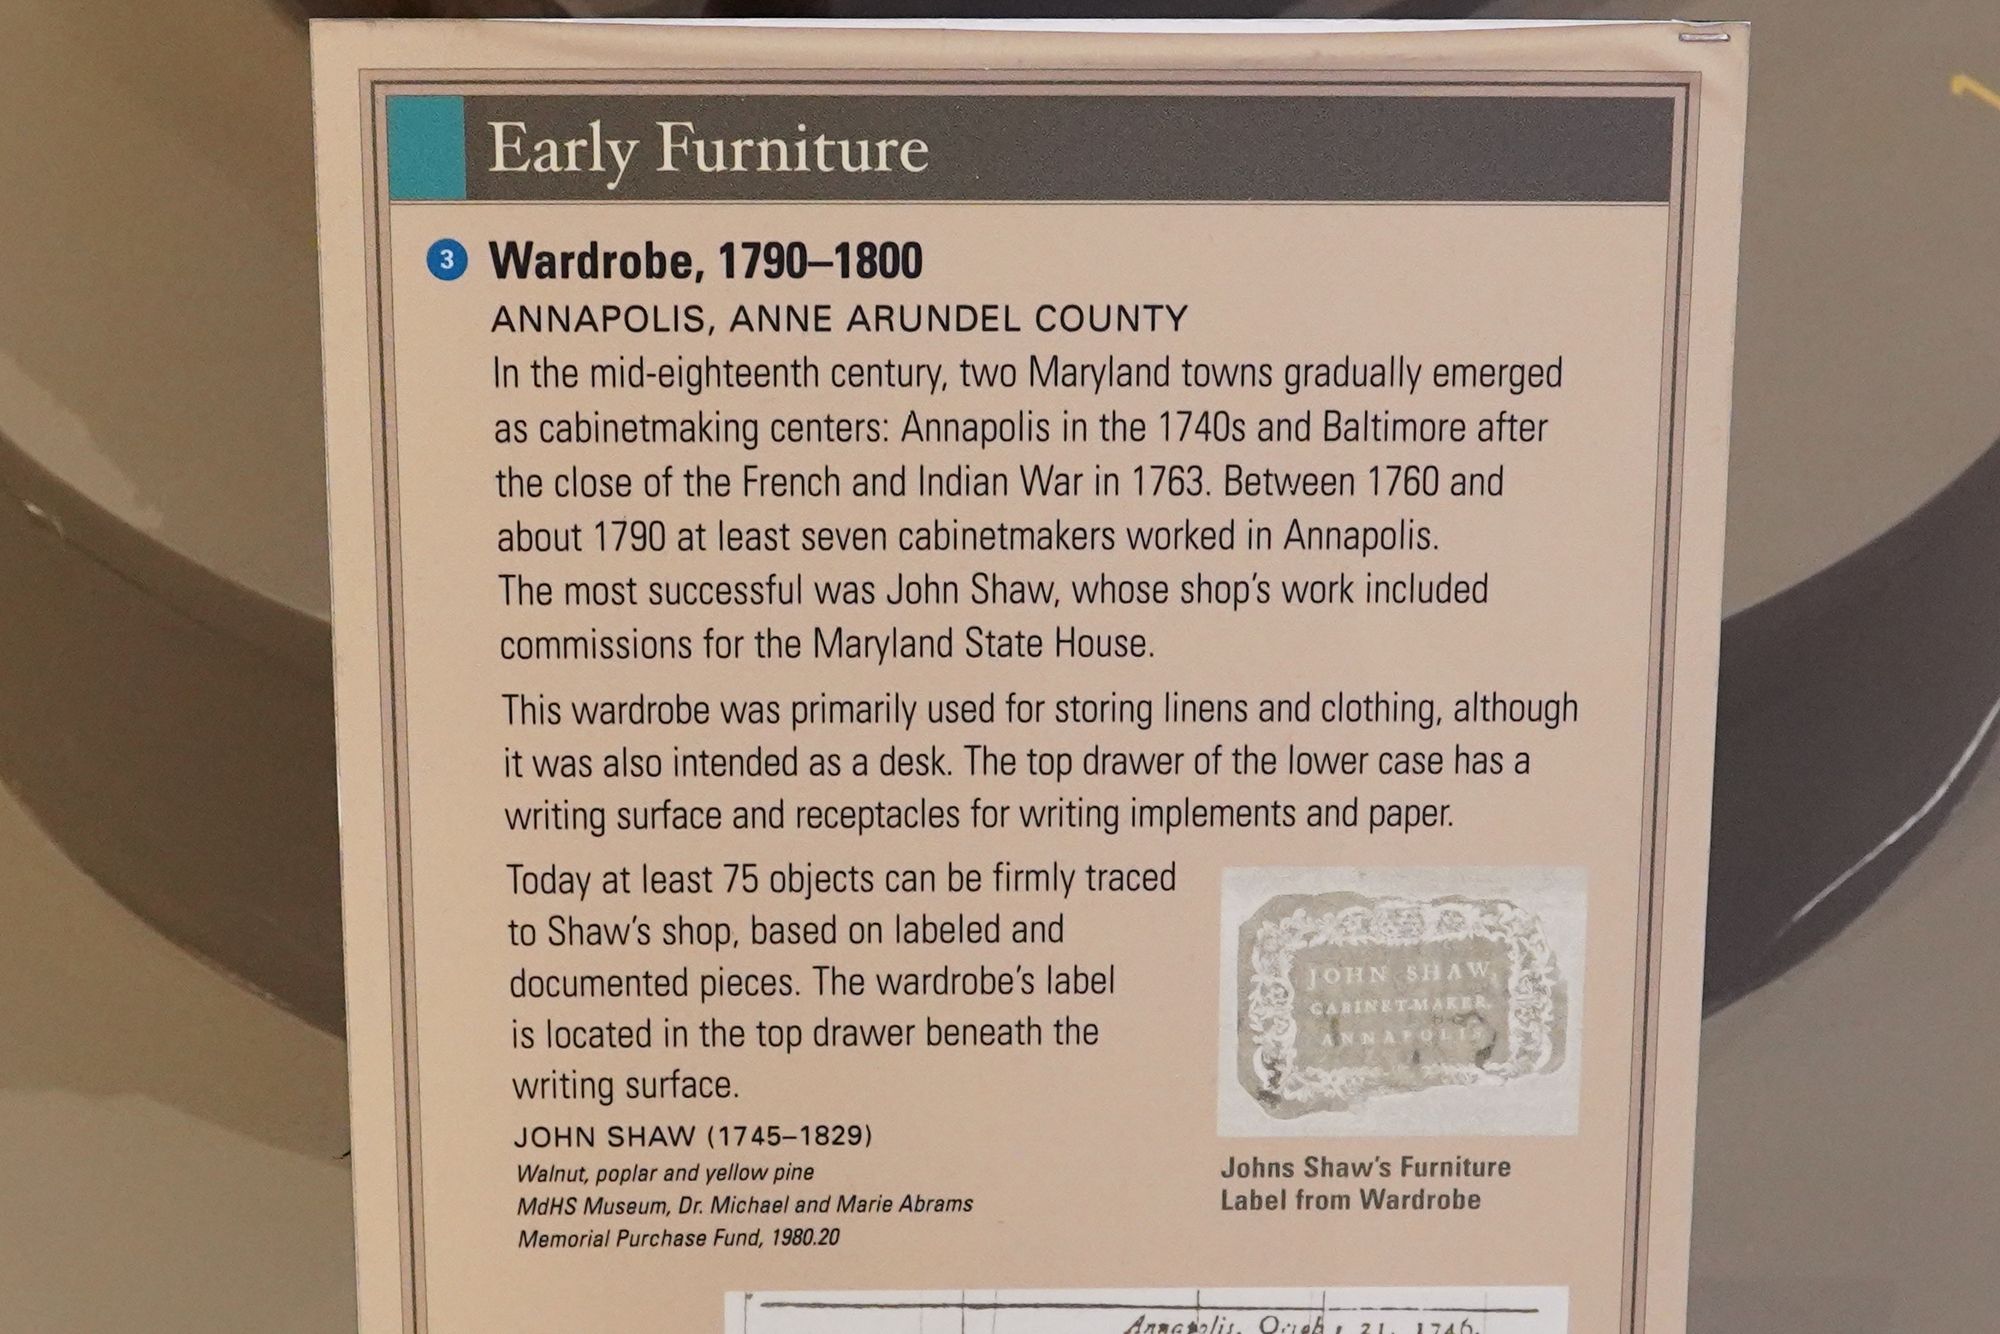 Early Furniture
3 Wardrobe, 1790–1800
ANNAPOLIS, ANNE ARUNDEL COUNTY
In the mid-eighteenth century, two Maryland towns gradually emerged
as cabinetmaking centers: Annapolis in the 1740s and Baltimore after
the close of the French and Indian War in 1763. Between 1760 and
about 1790 at least seven cabinetmakers worked in Annapolis.
The most successful was John Shaw, whose shop's work included
commissions for the Maryland State House.
This wardrobe was primarily used for storing linens and clothing, although
it was also intended as a desk. The top drawer of the lower case has a
writing surface and receptacles for writing implements and paper.
Today at least 75 objects can be firmly traced
to Shaw's shop, based on labeled and
documented pieces. The wardrobe's label
is located in the top drawer beneath the
writing surface.
JOHN SHAW (1745–1829)
Walnut, poplar and yellow pine
MdHS Museum, Dr. Michael and Marie Abrams
Memorial Purchase Fund, 1980.20
JOHN SHAW,
CABINET-MAKER,
ANNAPOLIS
Johns Shaw's Furniture
Label from Wardrobe
Annapolis, 21, 1746.